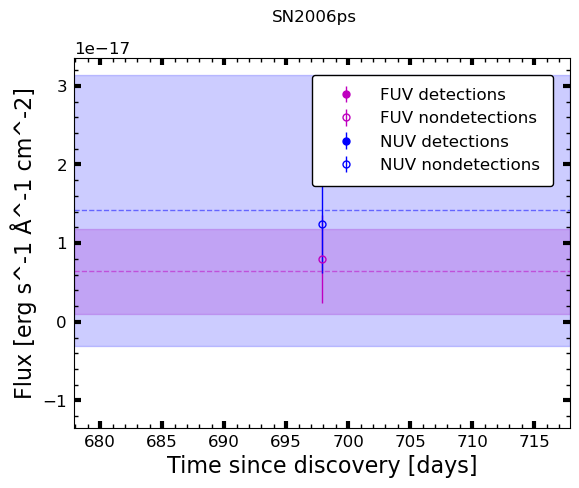 SN2006ps
1e−17
3
2
1
0
−1
Flux [erg s^-1 Å^-1 cm^-2]
FUV detections
FUV nondetections
NUV detections
NUV nondetections
680 685 690 695 700 705 710 715
Time since discovery [days]